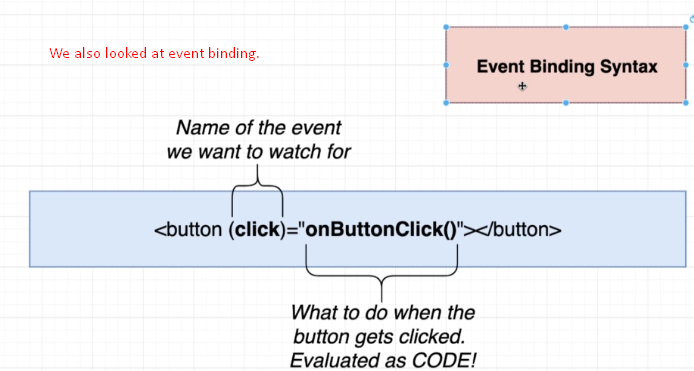 We also looked at event binding.
Event Binding Syntax
Name of the event
we want to watch for
<button (click)="onButtonClick()"></button>
What to do when the
button gets clicked.
Evaluated as CODE!